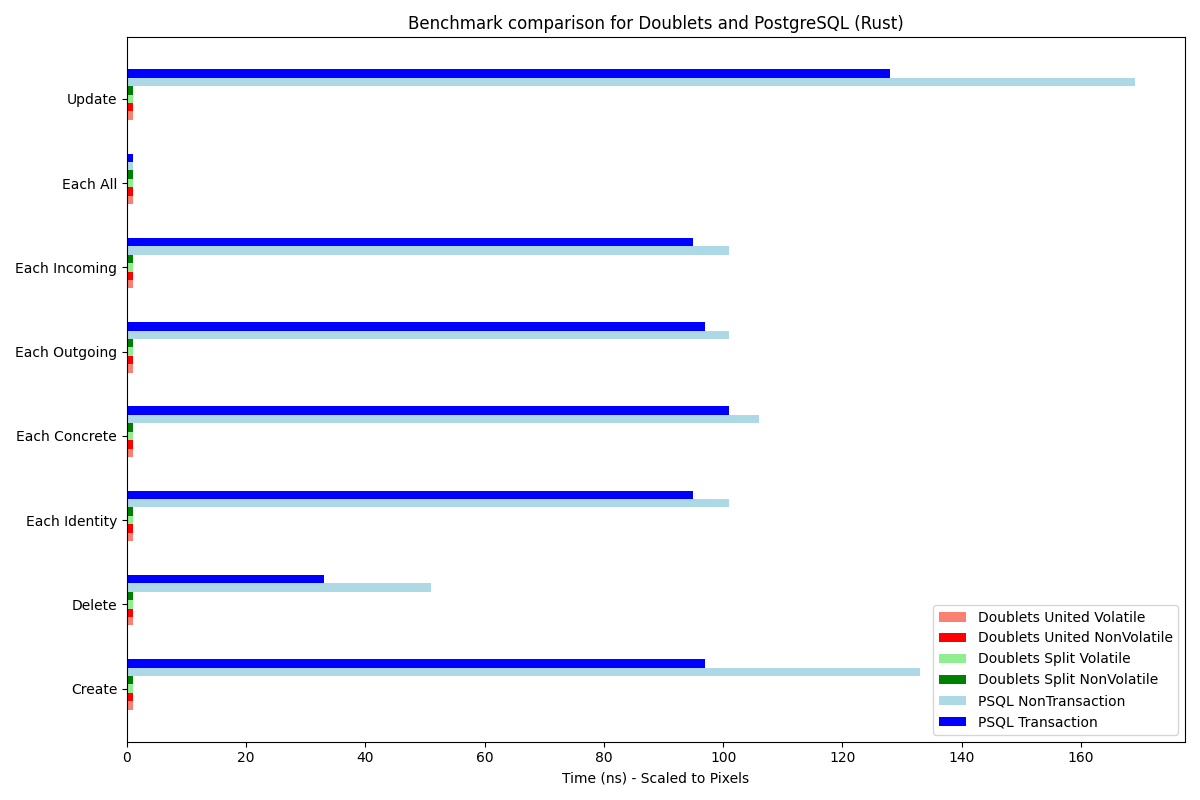 Benchmark comparison for Doublets and PostgreSQL (Rust)
Update
Each All
Each Incoming
Each Outgoing
Each Concrete
Each Identity
Delete
Create
Doublets United Volatile
Doublets United NonVolatile
Doublets Split Volatile
Doublets Split NonVolatile
PSQL NonTransaction
PSQL Transaction
0 20 40 60 80 100 120 140 160
Time (ns) - Scaled to Pixels